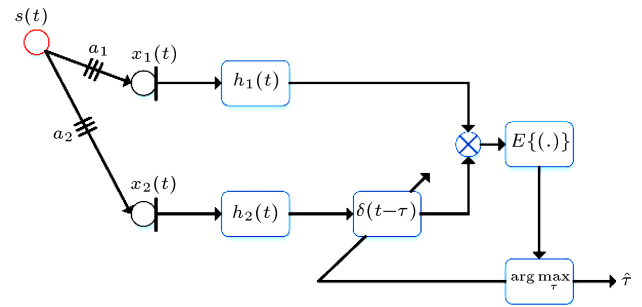 s(t)
a₁
x₁(t)
h₁(t)
a₂
E{(.)}
x₂(t)
h₂(t)
δ(t−τ)
arg max
τ
τ̂